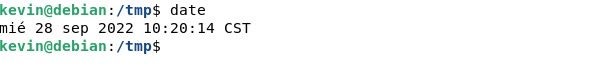 kevin@debian:/tmp$ date
mié 28 sep 2022 10:20:14 CST
kevin@debian:/tmp$